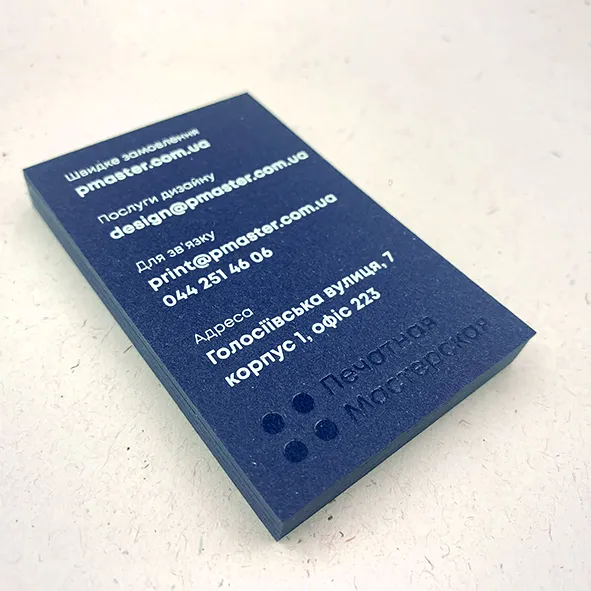 Швидке замовлення
pmaster.com.ua
Послуги дизайну
design@pmaster.com.ua
Для зв'язку
print@pmaster.com.ua
044 251 46 06
Адреса
Голосіївська вулиця, 7
корпус 1, офіс 223
Печатная
Мастерская